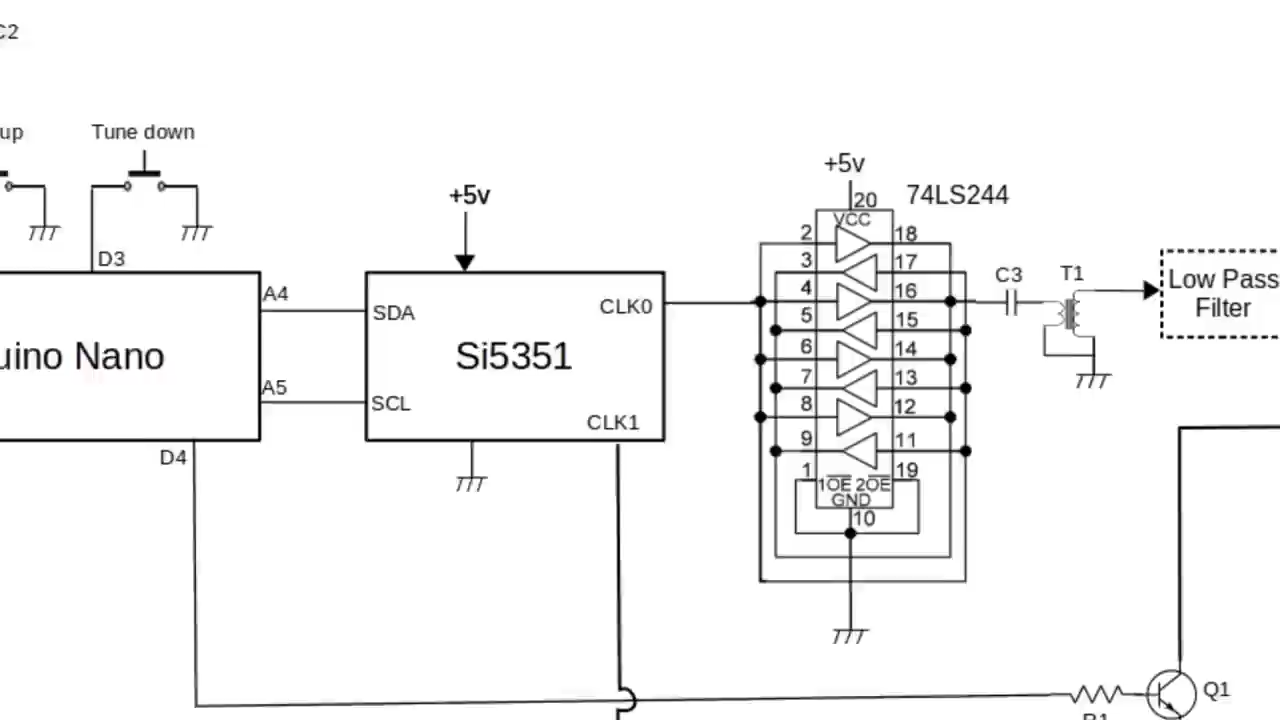 C2
up
Tune down
D3
A4
A5
D4
uino Nano
+5v
SDA
SCL
Si5351
CLK0
CLK1
+5v
74LS244
20
VCC
2
18
3
17
4
16
5
15
6
14
7
13
8
12
9
11
1
19
1OE 2OE
GND
10
C3
T1
Low Pass
Filter
Q1